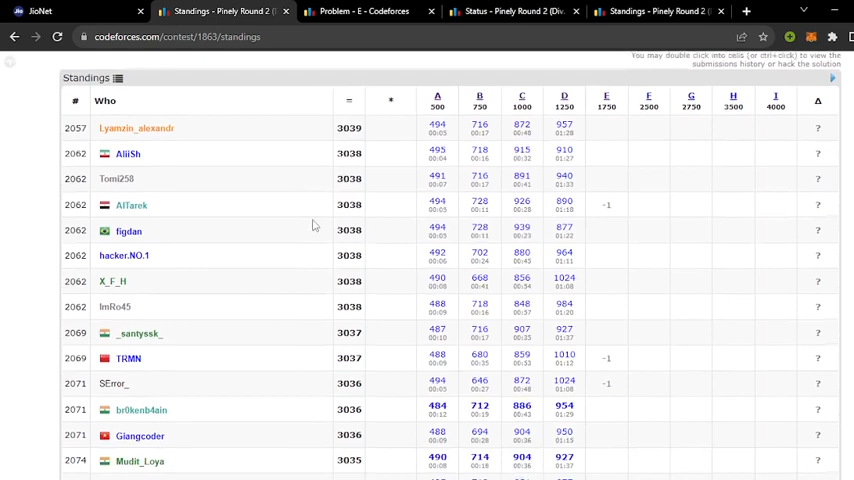 JioNet
Standings - Pinely Round 2 (
Problem - E - Codeforces
Status - Pinely Round 2 (Div.
Standings - Pinely Round 2 (
codeforces.com/contest/1863/standings
You may double click into cells (or ctrl+click) to view the
submissions history or hack the solution
Standings
# Who = * A B C D E F G H I Δ
500 750 1000 1250 1750 2500 2750 3500 4000
2057 Lyamzin_alexandr 3039 494 716 872 957 ?
00:05 00:17 00:48 01:28
2062 AliiSh 3038 495 718 915 910 ?
00:04 00:16 00:32 01:27
2062 Tomi258 3038 491 716 891 940 ?
00:07 00:17 00:41 01:33
2062 AlTarek 3038 494 728 926 890 -1 ?
00:05 00:11 00:28 01:18
2062 figdan 3038 494 728 939 877 ?
00:05 00:11 00:23 01:22
2062 hacker.NO.1 3038 492 702 880 964 ?
00:06 00:24 00:45 01:11
2062 X_F_H 3038 490 668 856 1024 ?
00:08 00:41 00:54 01:08
2062 ImRo45 3038 488 718 848 984 ?
00:09 00:16 00:57 01:20
2069 _santyssk_ 3037 487 716 907 927 ?
00:10 00:17 00:35 01:37
2069 TRMN 3037 488 680 859 1010 -1 ?
00:09 00:35 00:53 01:12
2071 SError_ 3036 494 646 872 1024 -1 ?
00:05 00:27 00:48 01:08
2071 br0kenb4ain 3036 484 712 886 954 ?
00:12 00:19 00:43 01:29
2071 Giangcoder 3036 488 694 904 950 ?
00:09 00:28 00:36 01:15
2074 Mudit_Loya 3035 490 714 904 927 ?
00:08 00:18 00:36 01:37